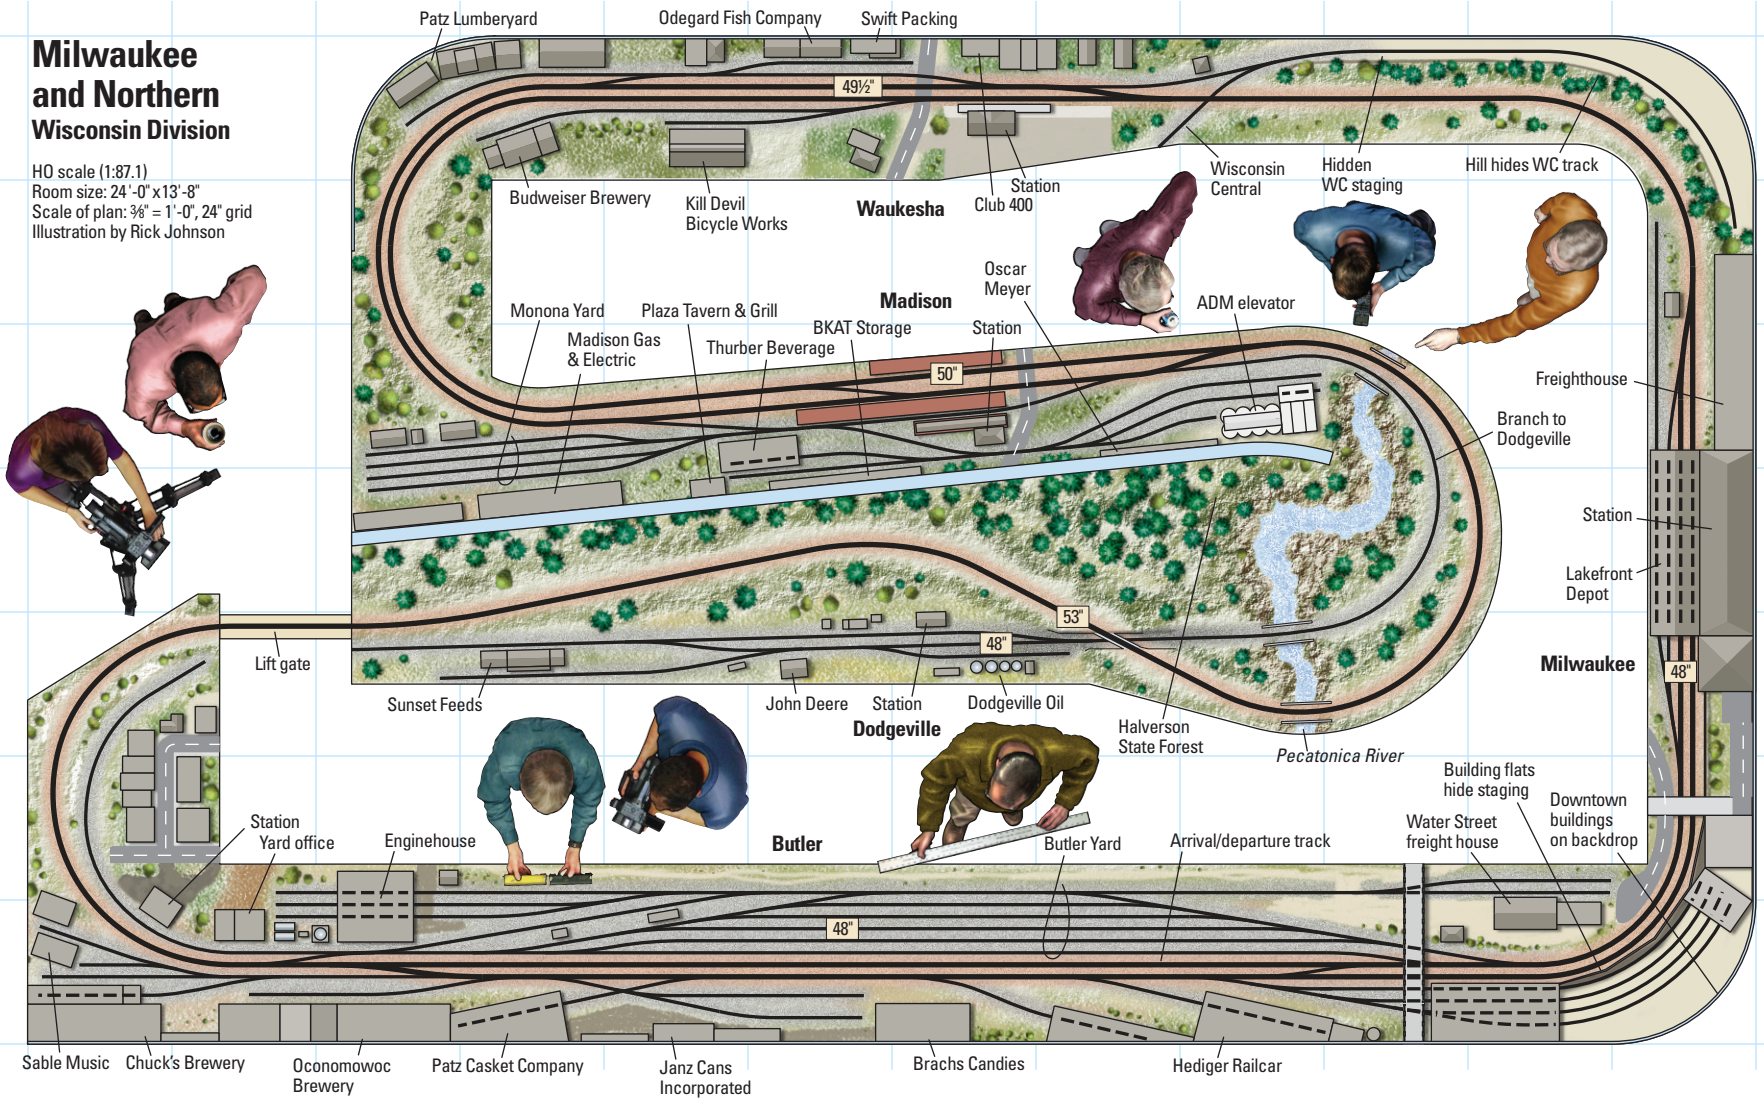 Milwaukee
and Northern
Wisconsin Division
HO scale (1:87.1)
Room size: 24'-0" x 13'-8"
Scale of plan: ⅜" = 1'-0", 24" grid
Illustration by Rick Johnson
Patz Lumberyard
Odegard Fish Company
Swift Packing
49½"
Budweiser Brewery
Kill Devil
Bicycle Works
Waukesha
Station
Club 400
Wisconsin
Central
Hidden
WC staging
Hill hides WC track
Monona Yard
Madison Gas
& Electric
Plaza Tavern & Grill
Thurber Beverage
BKAT Storage
Madison
Station
Oscar
Meyer
ADM elevator
50"
Freighthouse
Branch to
Dodgeville
Station
Lakefront
Depot
Milwaukee
48"
Lift gate
53"
48"
Sunset Feeds
John Deere
Station
Dodgeville
Dodgeville Oil
Halverson
State Forest
Pecatonica River
Building flats
hide staging
Downtown
buildings
on backdrop
Water Street
freight house
Station
Yard office
Enginehouse
Butler
Butler Yard
Arrival/departure track
48"
Sable Music
Chuck's Brewery
Oconomowoc
Brewery
Patz Casket Company
Janz Cans
Incorporated
Brachs Candies
Hediger Railcar